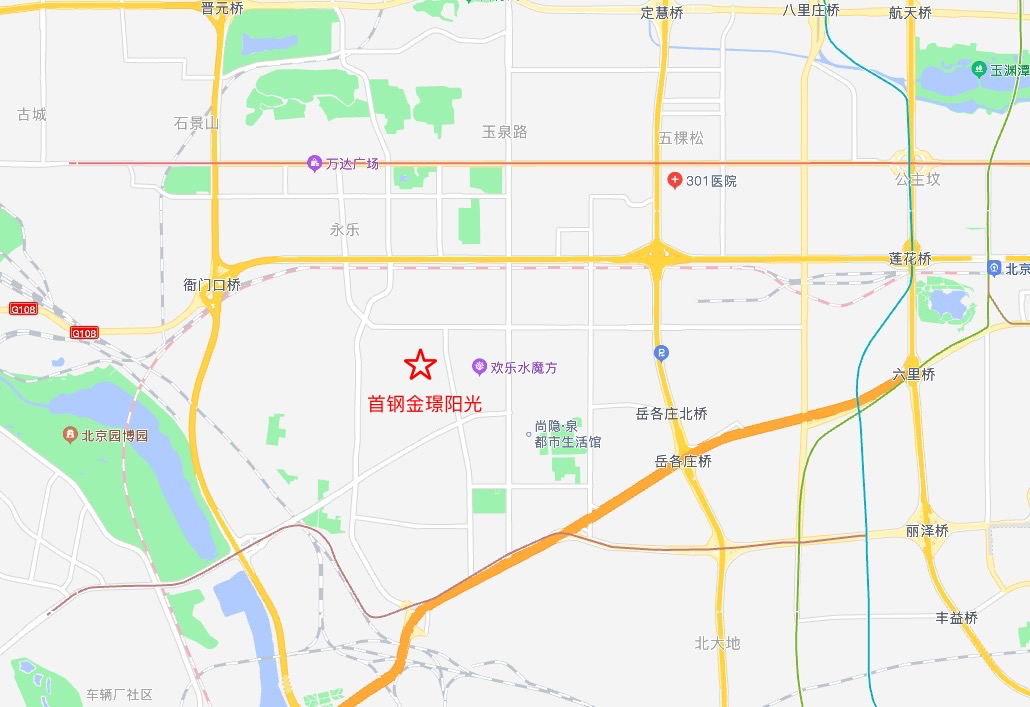 晋元桥
定慧桥
八里庄桥
航天桥
玉渊潭
古城
石景山
玉泉路
五棵松
万达广场
301医院
公主坟
永乐
衙门口桥
莲花桥
北京
G108
G108
欢乐水魔方
六里桥
首钢金璟阳光
岳各庄北桥
尚隐·泉
都市生活馆
北京园博园
岳各庄桥
丽泽桥
丰益桥
北大地
车辆厂社区